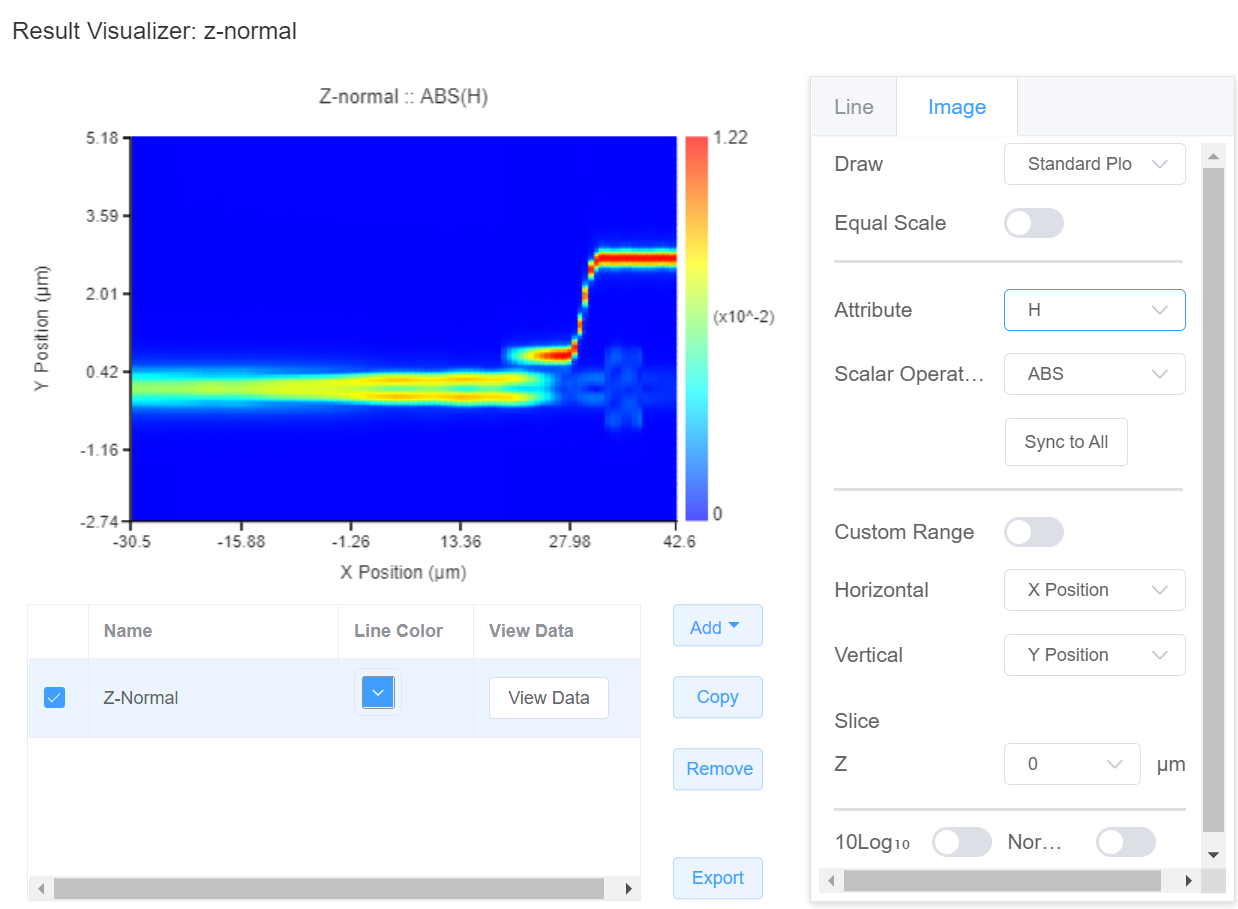 Result Visualizer: z-normal
Z-normal :: ABS(H)
5.18
3.59
2.01
0.42
-1.16
-2.74
Y Position (μm)
-30.5 -15.88 -1.26 13.36 27.98 42.6
X Position (μm)
1.22
(x10^-2)
0
Name Line Color View Data
Z-Normal View Data
Add
Copy
Remove
Export
Line Image
Draw Standard Plo
Equal Scale
Attribute H
Scalar Operat... ABS
Sync to All
Custom Range
Horizontal X Position
Vertical Y Position
Slice
Z 0 μm
10Log₁₀ Nor...